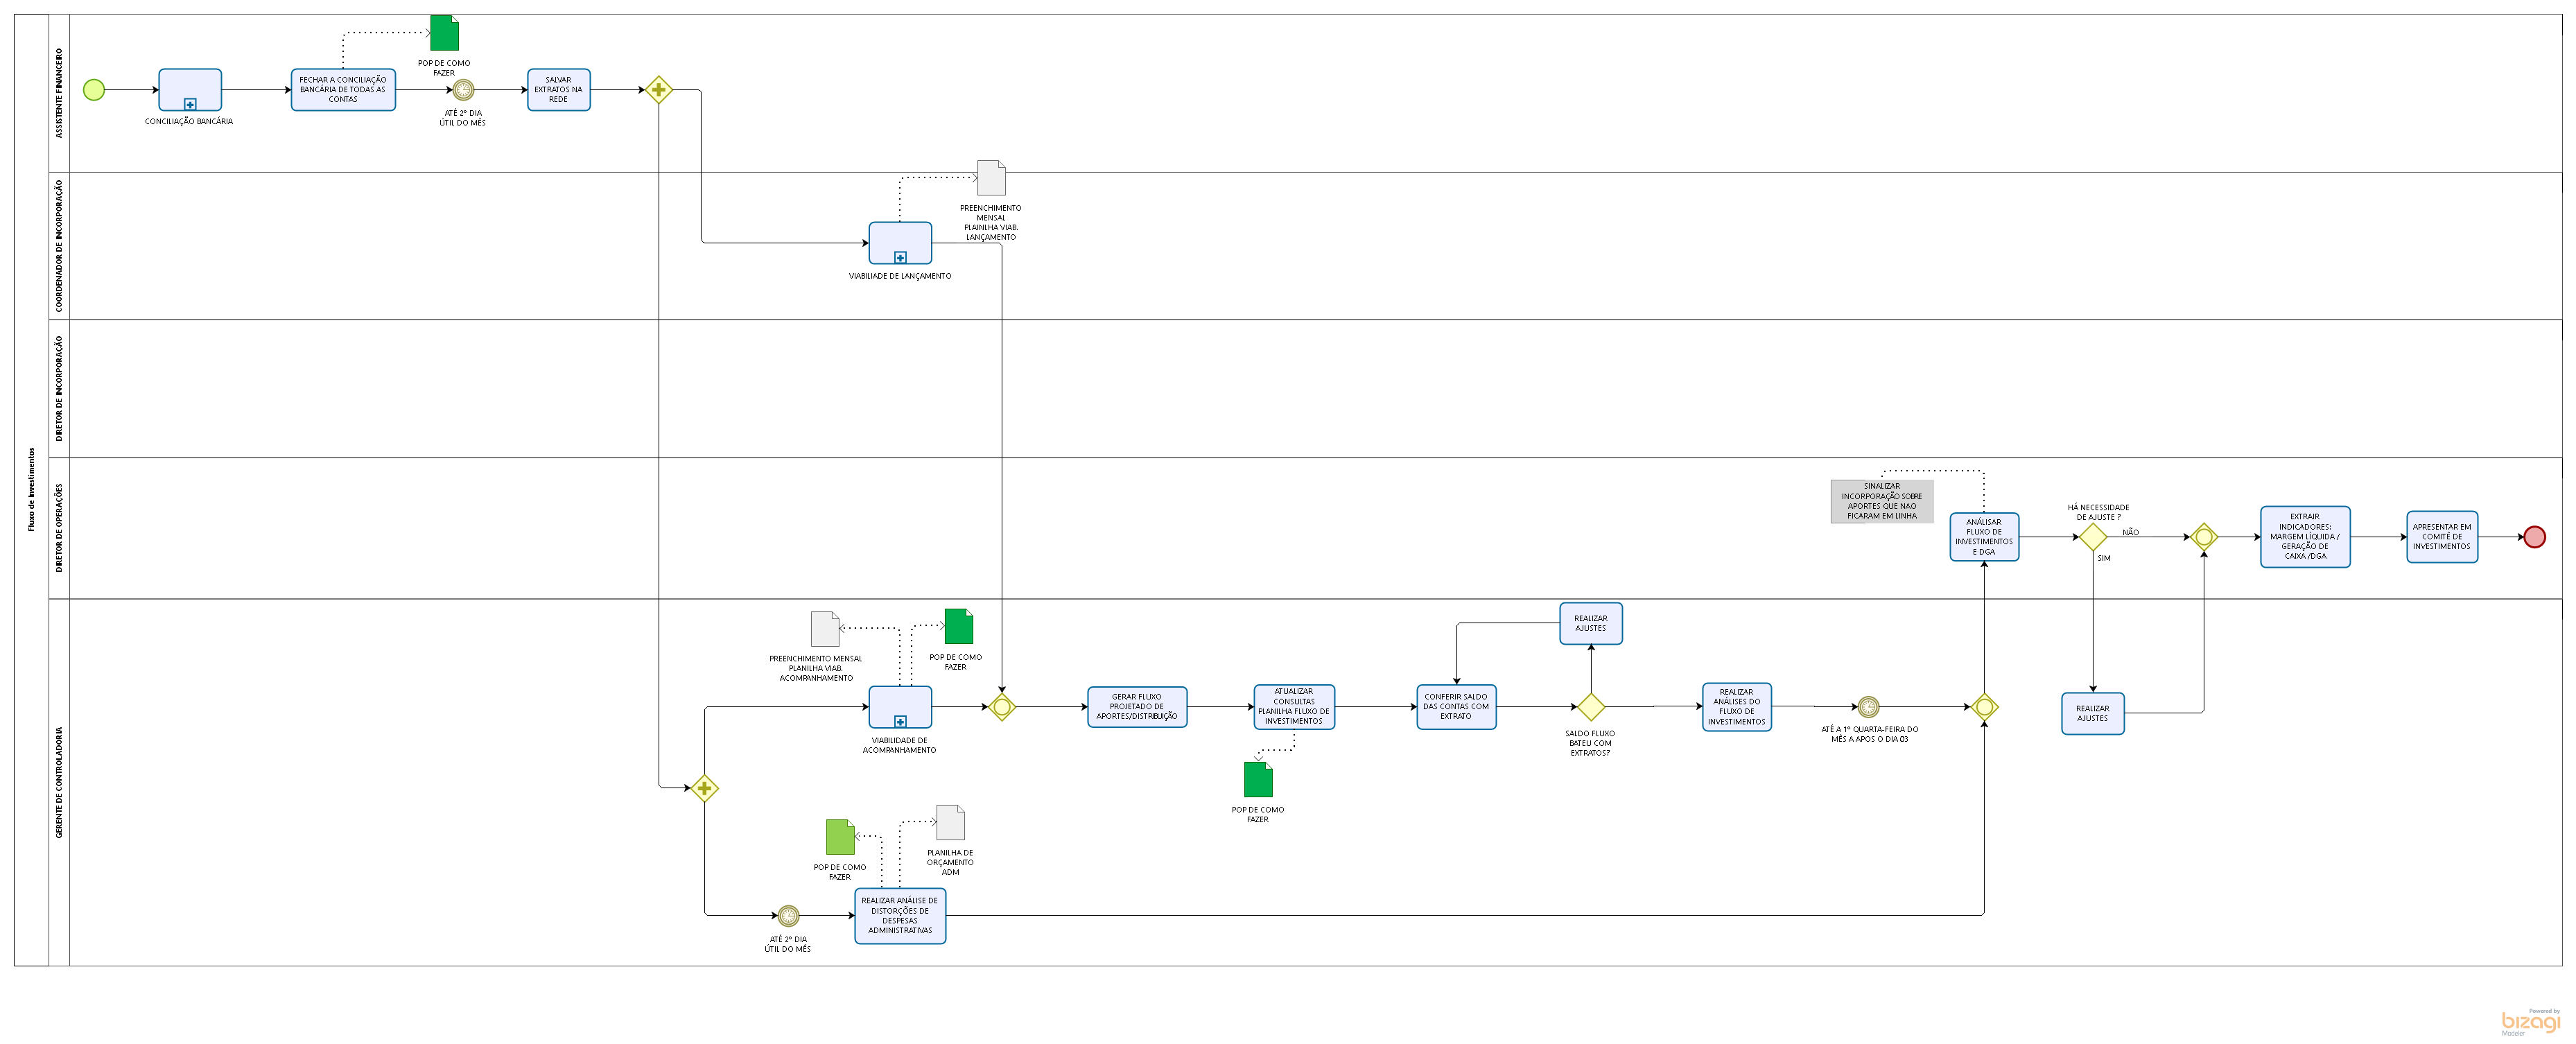 Fluxo de Investimentos
ASSISTENTE FINANCEIRO
POP DE COMO
FAZER
CONCILIAÇÃO BANCÁRIA
FECHAR A CONCILIAÇÃO
BANCÁRIA DE TODAS AS
CONTAS
ATÉ 2º DIA
ÚTIL DO MÊS
SALVAR
EXTRATOS NA
REDE
COORDENADOR DE INCORPORAÇÃO
PREENCHIMENTO
MENSAL
PLAINLHA VIAB.
LANÇAMENTO
VIABILIADE DE LANÇAMENTO
DIRETOR DE INCORPORAÇÃO
DIRETOR DE OPERAÇÕES
SINALIZAR
INCORPORAÇÃO SOBRE
APORTES QUE NAO
FICARAM EM LINHA
ANÁLISAR
FLUXO DE
INVESTIMENTOS
E DGA
HÁ NECESSIDADE
DE AJUSTE ?
NÃO
SIM
EXTRAIR
INDICADORES:
MARGEM LÍQUIDA /
GERAÇÃO DE
CAIXA /DGA
APRESENTAR EM
COMITÊ DE
INVESTIMENTOS
GERENTE DE CONTROLADORIA
PREENCHIMENTO MENSAL
PLANILHA VIAB.
ACOMPANHAMENTO
POP DE COMO
FAZER
VIABILIDADE DE
ACOMPANHAMENTO
GERAR FLUXO
PROJETADO DE
APORTES/DISTRIBUIÇÃO
ATUALIZAR
CONSULTAS
PLANILHA FLUXO DE
INVESTIMENTOS
POP DE COMO
FAZER
CONFERIR SALDO
DAS CONTAS COM
EXTRATO
REALIZAR
AJUSTES
SALDO FLUXO
BATEU COM
EXTRATOS?
REALIZAR
ANÁLISES DO
FLUXO DE
INVESTIMENTOS
ATÉ A 1º QUARTA-FEIRA DO
MÊS A APOS O DIA 03
REALIZAR
AJUSTES
POP DE COMO
FAZER
PLANILHA DE
ORÇAMENTO
ADM
ATÉ 2º DIA
ÚTIL DO MÊS
REALIZAR ANÁLISE DE
DISTORÇÕES DE
DESPESAS
ADMINISTRATIVAS
Powered by
bizagi
Modeler